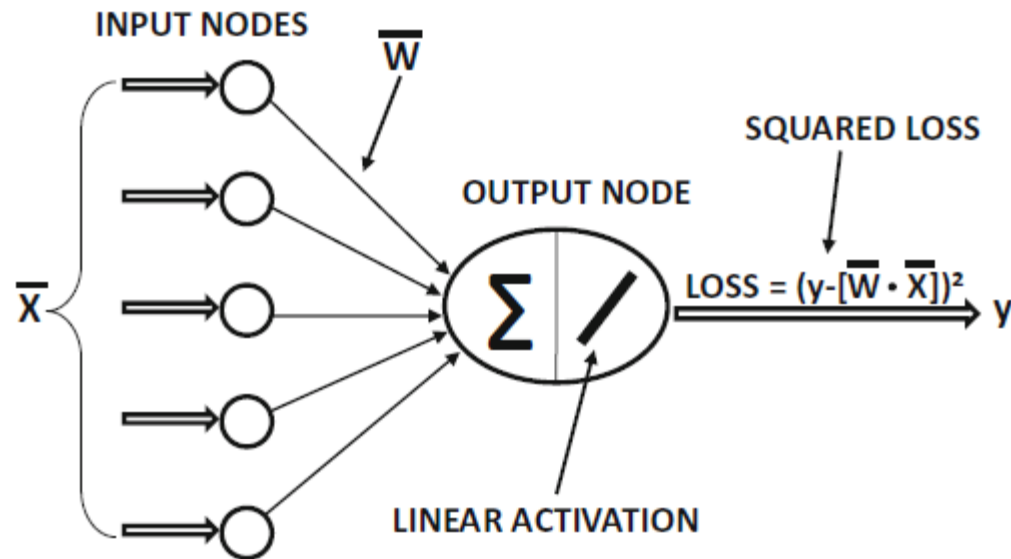 INPUT NODES
W̅
SQUARED LOSS
OUTPUT NODE
X̅
Σ
LOSS = (y-[W̅ · X̅])²
y
LINEAR ACTIVATION